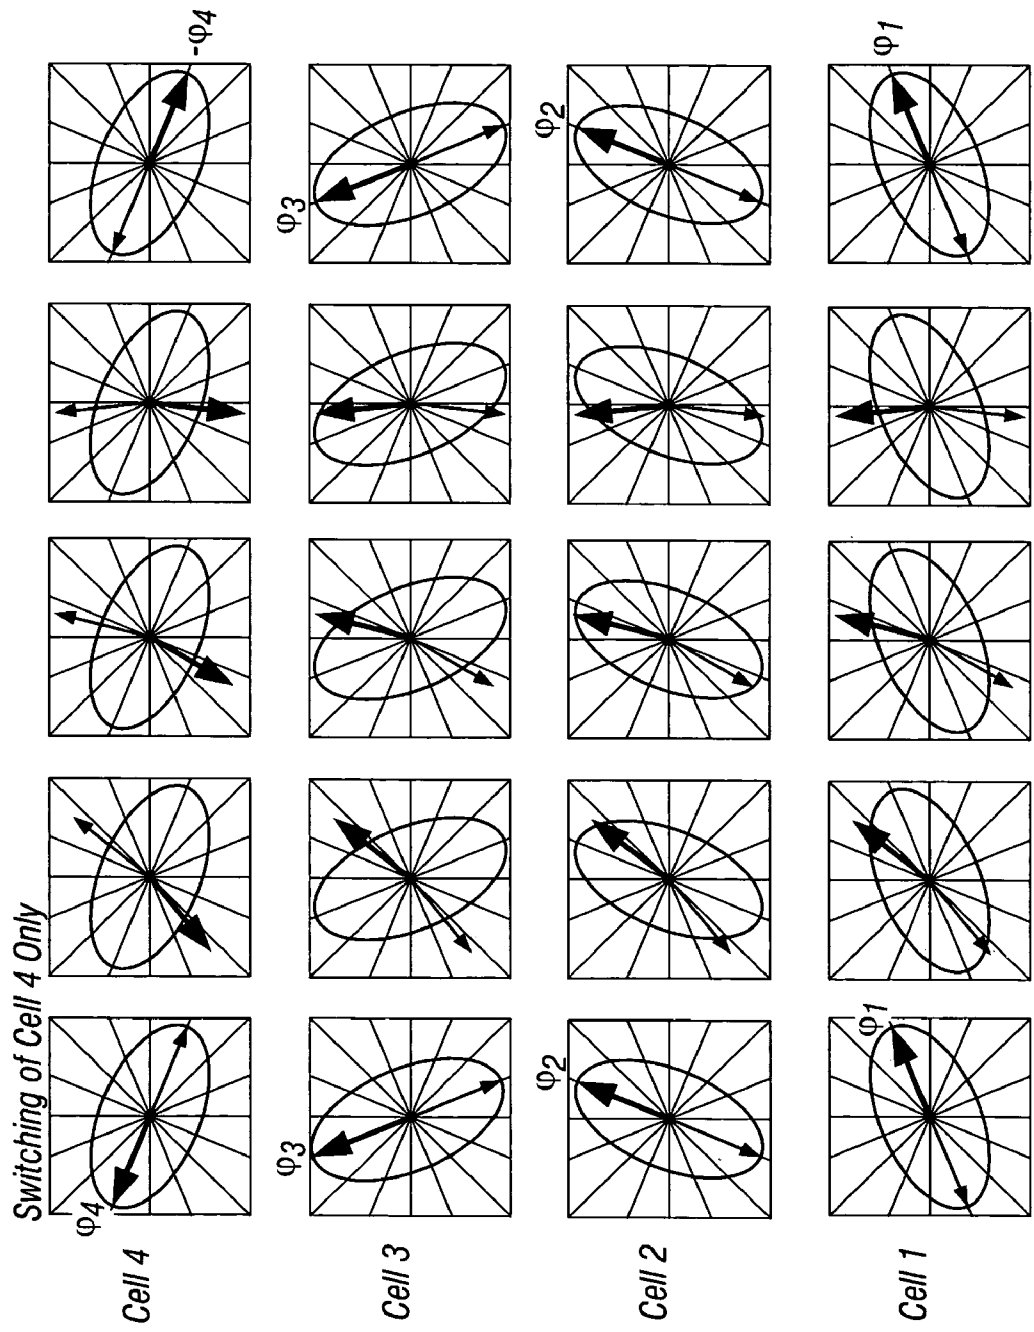 Switching of Cell 4 Only
Cell 4
φ4
-φ4
Cell 3
φ3
φ3
Cell 2
φ2
φ2
Cell 1
φ1
φ1